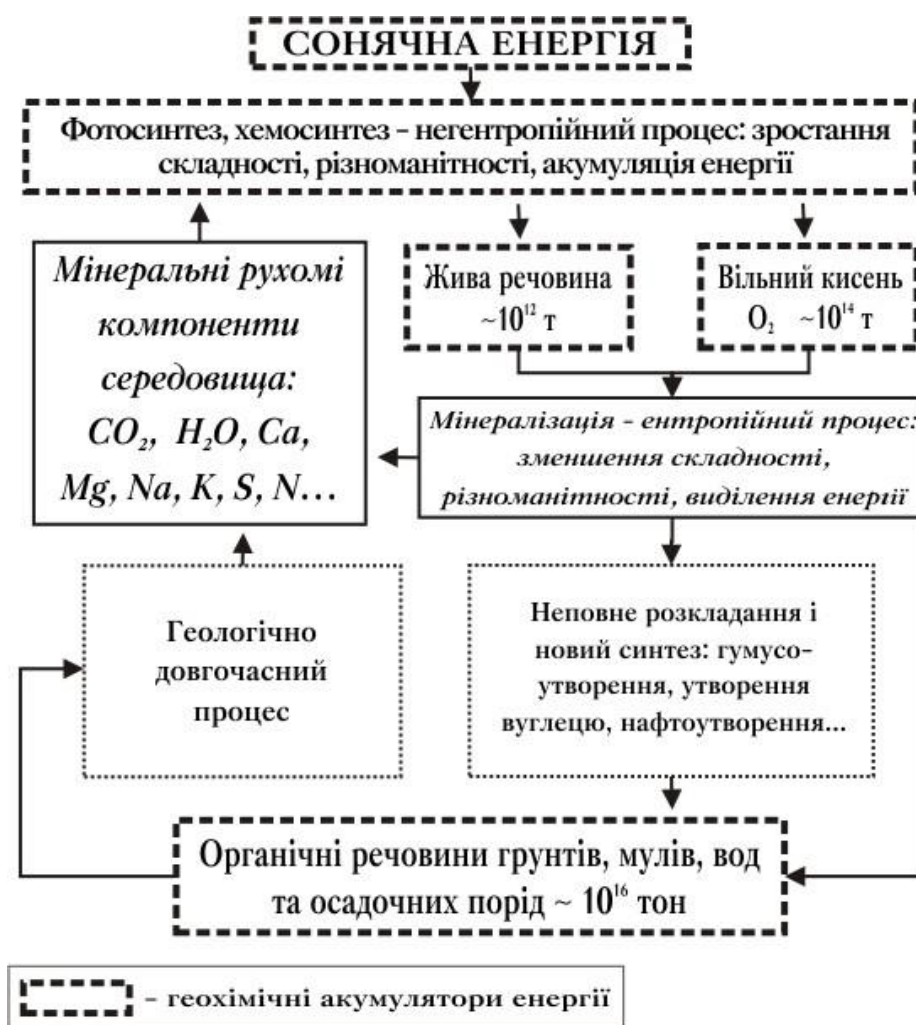 СОНЯЧНА ЕНЕРГІЯ
Фотосинтез, хемосинтез – негентропійний процес: зростання
складності, різноманітності, акумуляція енергії
Мінеральні рухомі
компоненти
середовища:
CO₂, H₂O, Ca,
Mg, Na, K, S, N...
Жива речовина
~10¹² т
Вільний кисень
O₂ ~10¹⁴ т
Мінералізація – ентропійний процес:
зменшення складності,
різноманітності, виділення енергії
Геологічно
довгочасний
процес
Неповне розкладання і
новий синтез: гумусо-
утворення, утворення
вуглецю, нафтоутворення...
Органічні речовини грунтів, мулів, вод
та осадочних порід ~ 10¹⁶ тон
– геохімічні акумулятори енергії